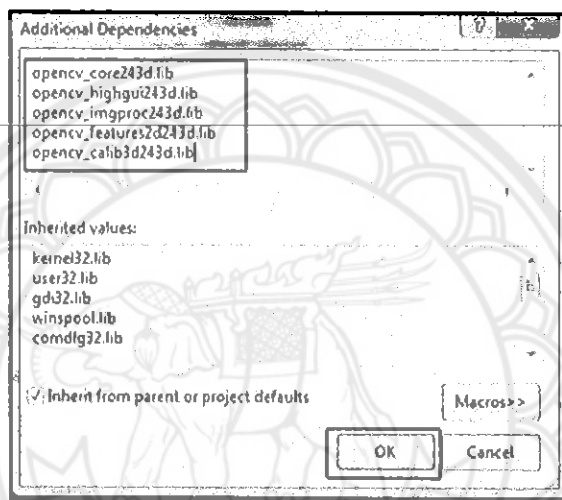 Additional Dependencies
opencv_core243d.lib
opencv_highgui243d.lib
opencv_imgproc243d.lib
opencv_features2d243d.lib
opencv_calib3d243d.lib
Inherited values:
kernel32.lib
user32.lib
gdi32.lib
winspool.lib
comdlg32.lib
Inherit from parent or project defaults
Macros>>
OK
Cancel